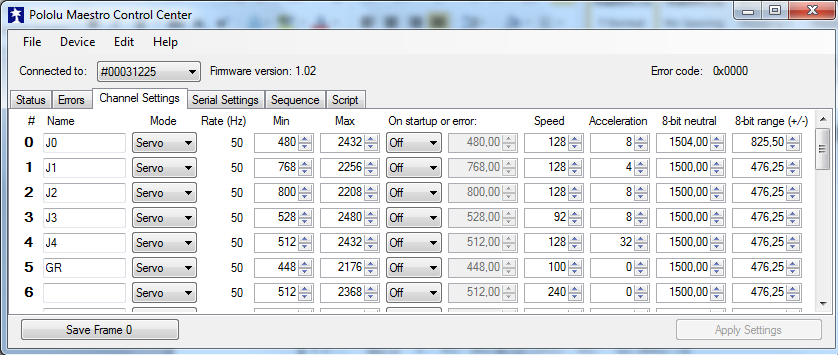 Pololu Maestro Control Center
File Device Edit Help
Connected to: #00031225 Firmware version: 1.02 Error code: 0x0000
Status Errors Channel Settings Serial Settings Sequence Script
# Name Mode Rate (Hz) Min Max On startup or error: Speed Acceleration 8-bit neutral 8-bit range (+/-)
0 J0 Servo 50 480 2432 Off 480,00 128 8 1504,00 825,50
1 J1 Servo 50 768 2256 Off 768,00 128 4 1500,00 476,25
2 J2 Servo 50 800 2208 Off 800,00 128 8 1500,00 476,25
3 J3 Servo 50 528 2480 Off 528,00 92 8 1500,00 476,25
4 J4 Servo 50 512 2432 Off 512,00 128 32 1500,00 476,25
5 GR Servo 50 448 2176 Off 448,00 100 0 1500,00 476,25
6 Servo 50 512 2368 Off 512,00 240 0 1500,00 476,25
Save Frame 0 Apply Settings